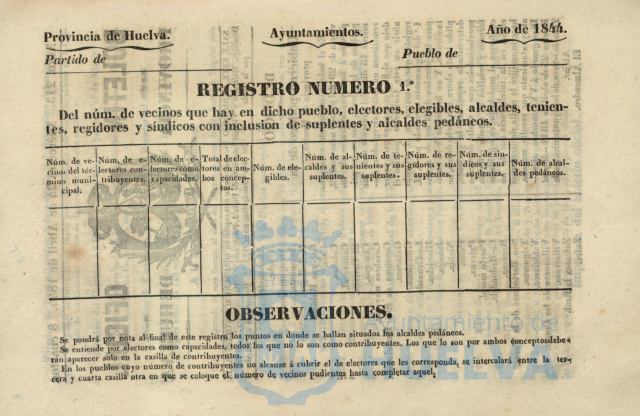 Provincia de Huelva. Ayuntamientos. Año de 1844.
Partido de Pueblo de
REGISTRO NUMERO 1.º
Del núm. de vecinos que hay en dicho pueblo, electores, elegibles, alcaldes, tenien-
tes, regidores y síndicos con inclusion de suplentes y alcaldes pedáneos.
Núm. de ve-
cinos del tér-
mino muni-
cipal.
Núm. de e-
lectores con-
tribuyentes.
Núm. de e-
lectores como
capacidades.
Total de elec-
tores en am-
bos concep-
tos.
Núm. de ele-
gibles.
Núm. de al-
caldes y sus
suplentes.
Núm. de te-
nientes y sus
suplentes.
Núm. de re-
gidores y sus
suplentes.
Núm. de sín-
dicos y sus
suplentes.
Núm. de alcal-
des pedáneos.
OBSERVACIONES.
Se pondrá por nota al final de este registro los puntos en donde se hallan situados los alcaldes pedáneos.
Se entiende por electores como capacidades, todos los que no lo son como contribuyentes. Los que lo son por ambos conceptos debe-
rán aparecer solo en la casilla de contribuyentes.
En los pueblos cuyo número de contribuyentes no alcanse á cubrir el de electores que les corresponda, se intercalará entre la ter-
cera y cuarta casilla otra en que se coloque el número de vecinos pudientes hasta completar aquel.
Ayuntamiento de
HUELVA